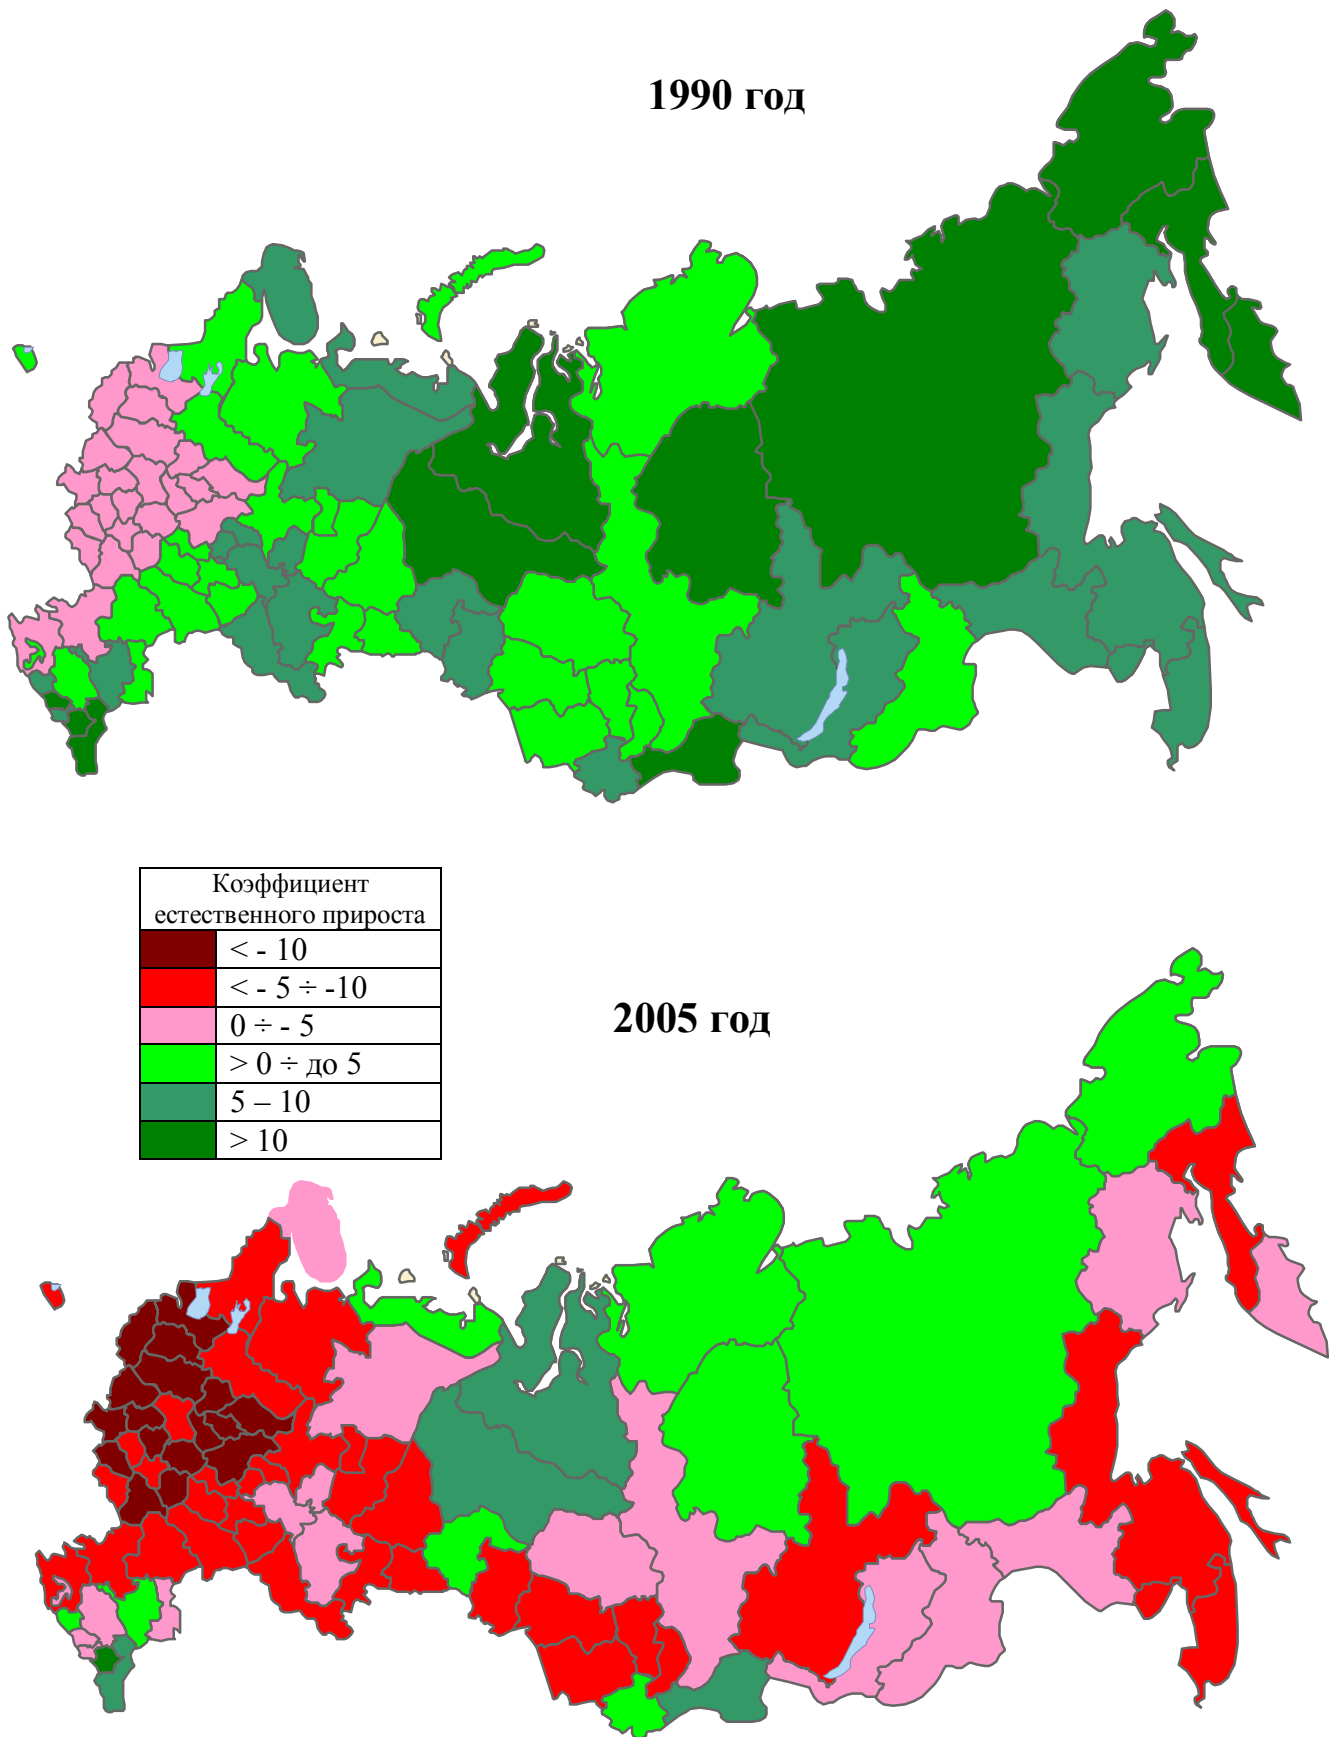 1990 год
Коэффициент
естественного прироста
< - 10
< - 5 ÷ -10
0 ÷ - 5
> 0 ÷ до 5
5 – 10
> 10
2005 год